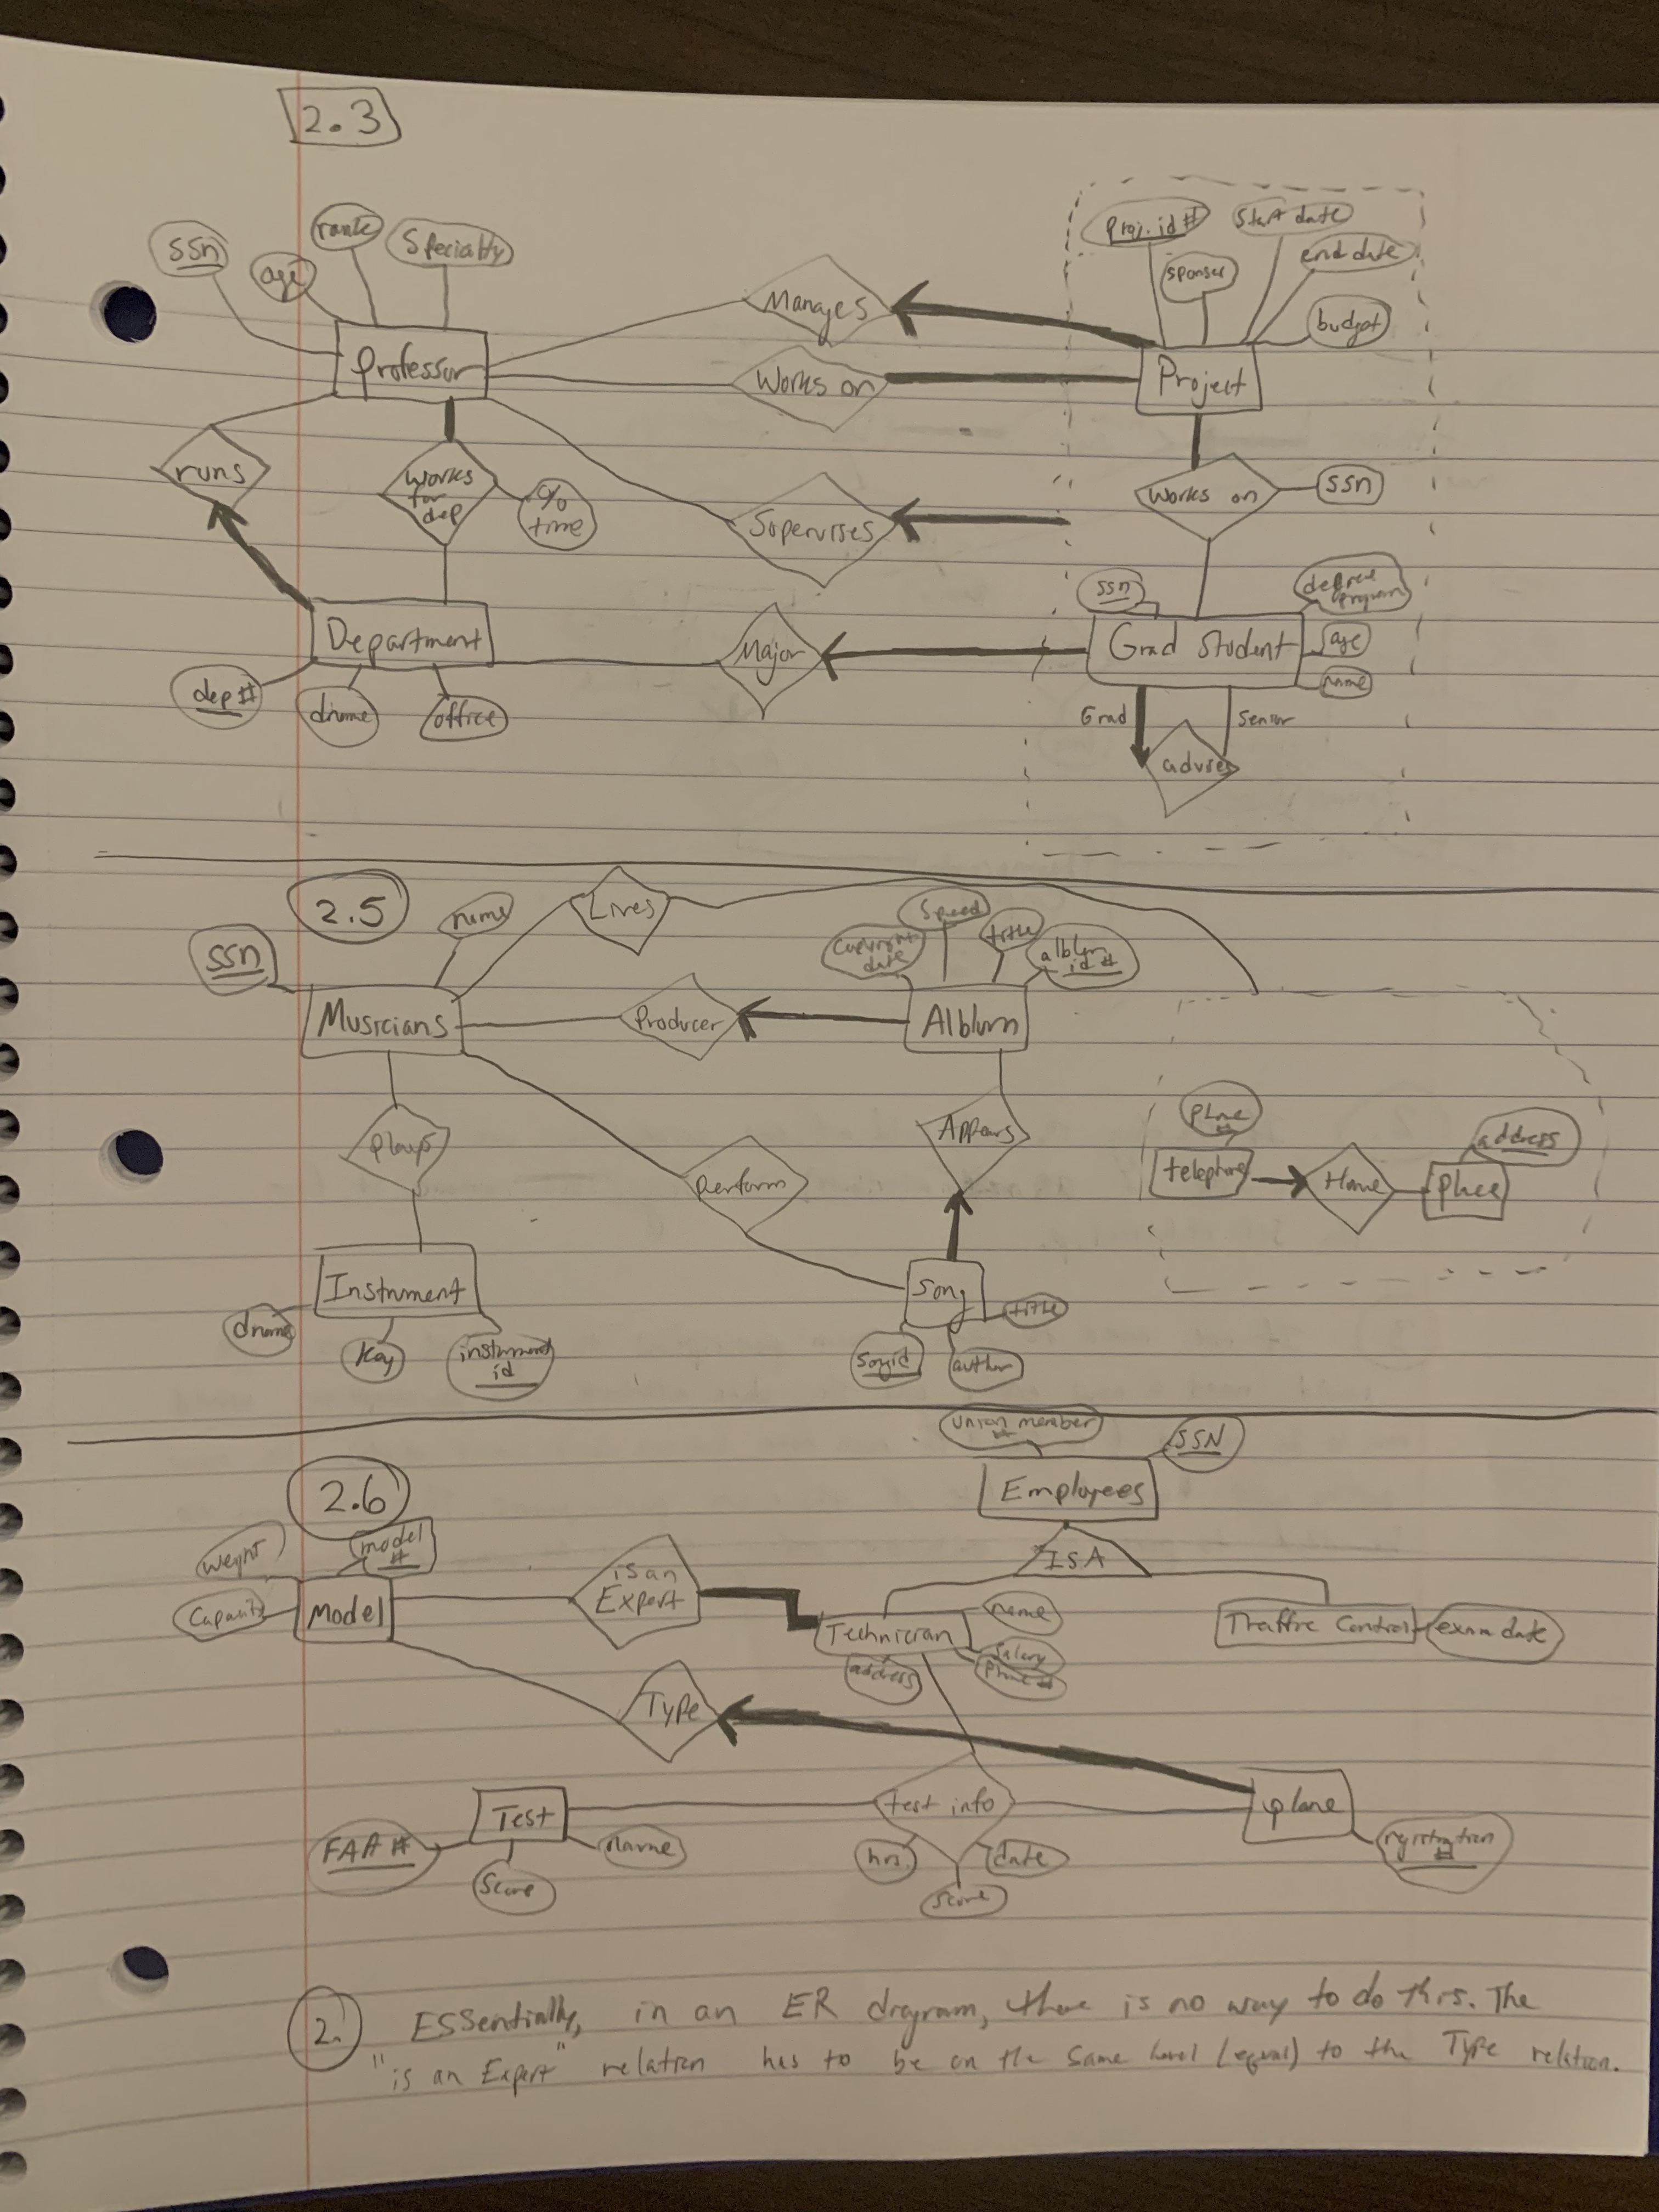 2.3
ssn
age
rank
Specialty
Manages
Proj. id #
start date
sponser
end date
budget
Professor
Works on
Project
runs
Works for dep
% time
Supervises
Works on
ssn
ssn
degree program
Department
Major
Grad Student
age
name
dep #
dname
office
Grad
Senior
advises
2.5
name
Lives
Speed
title
ssn
copyright date
alblum id #
Musicians
Producer
Alblum
phone #
address
Plays
Perform
Appears
telephone
Home
Place
Instrument
Song
dname
Key
instrument id
title
songid
author
union member #
SSN
2.6
Employees
weight
model #
ISA
is an Expert
name
Capacity
Model
Technician
Traffic Control
exam date
address
salary
phone #
Type
Test
test info
plane
FAA #
name
hrs.
date
registration #
Score
score
2. ESSentially, in an ER diagram, there is no way to do this. The
"is an Expert" relation has to be on the same level (equal) to the Type relation.